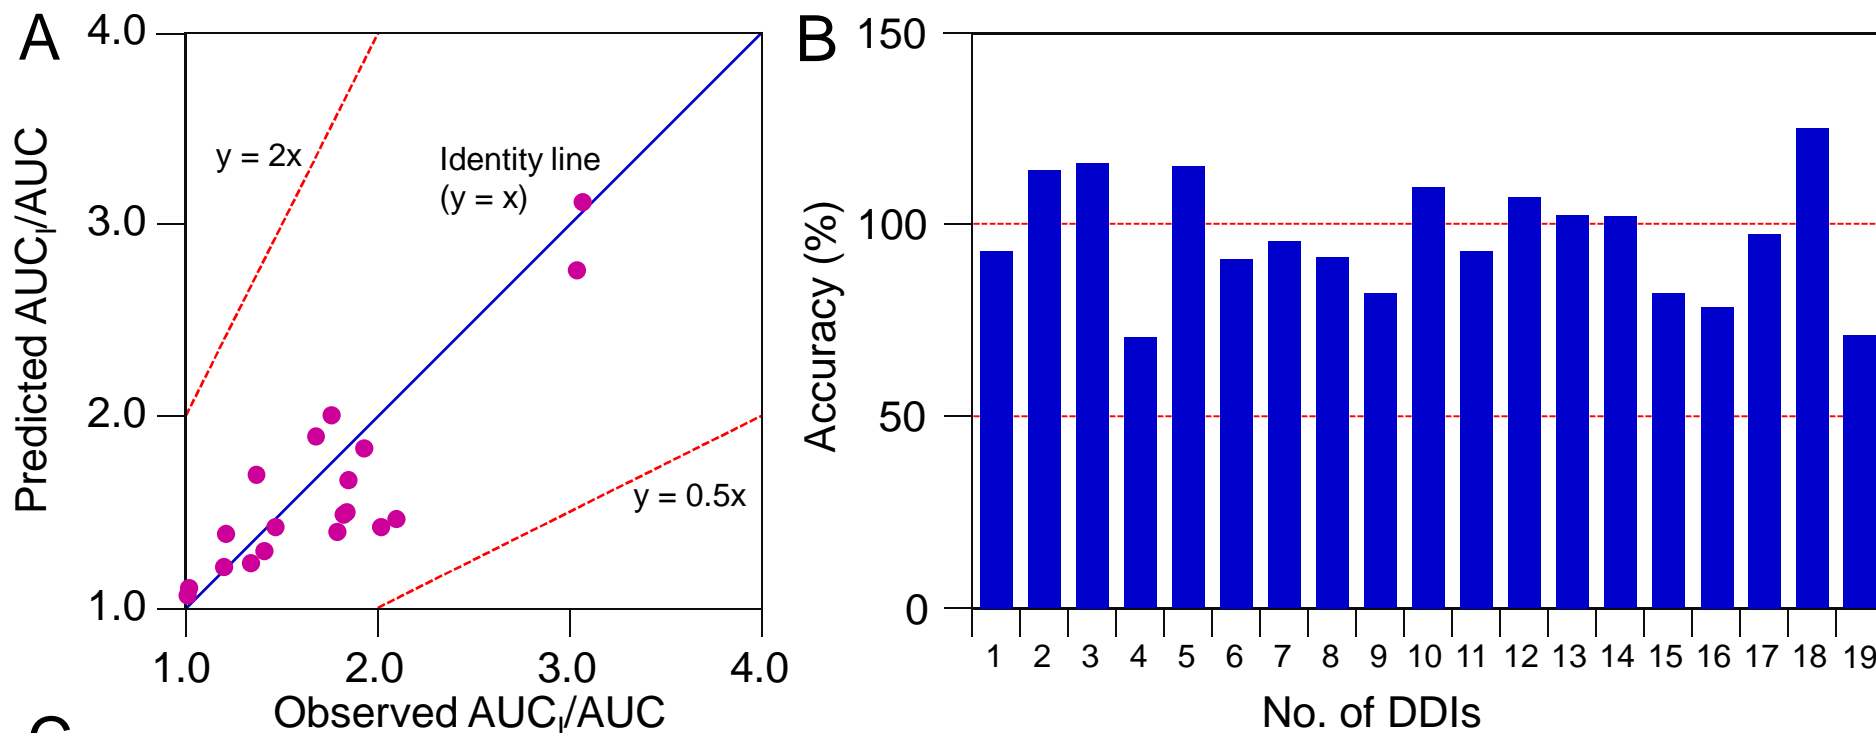 A
4.0
3.0
2.0
1.0
1.0 2.0 3.0 4.0
Predicted AUCI/AUC
Observed AUCI/AUC
y = 2x
Identity line
(y = x)
y = 0.5x
B
150
100
50
0
Accuracy (%)
1 2 3 4 5 6 7 8 9 10 11 12 13 14 15 16 17 18 19
No. of DDIs